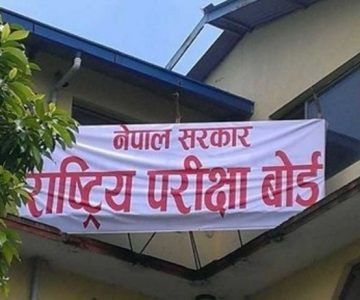 नेपाल सरकार
राष्ट्रिय परीक्षा बोर्ड